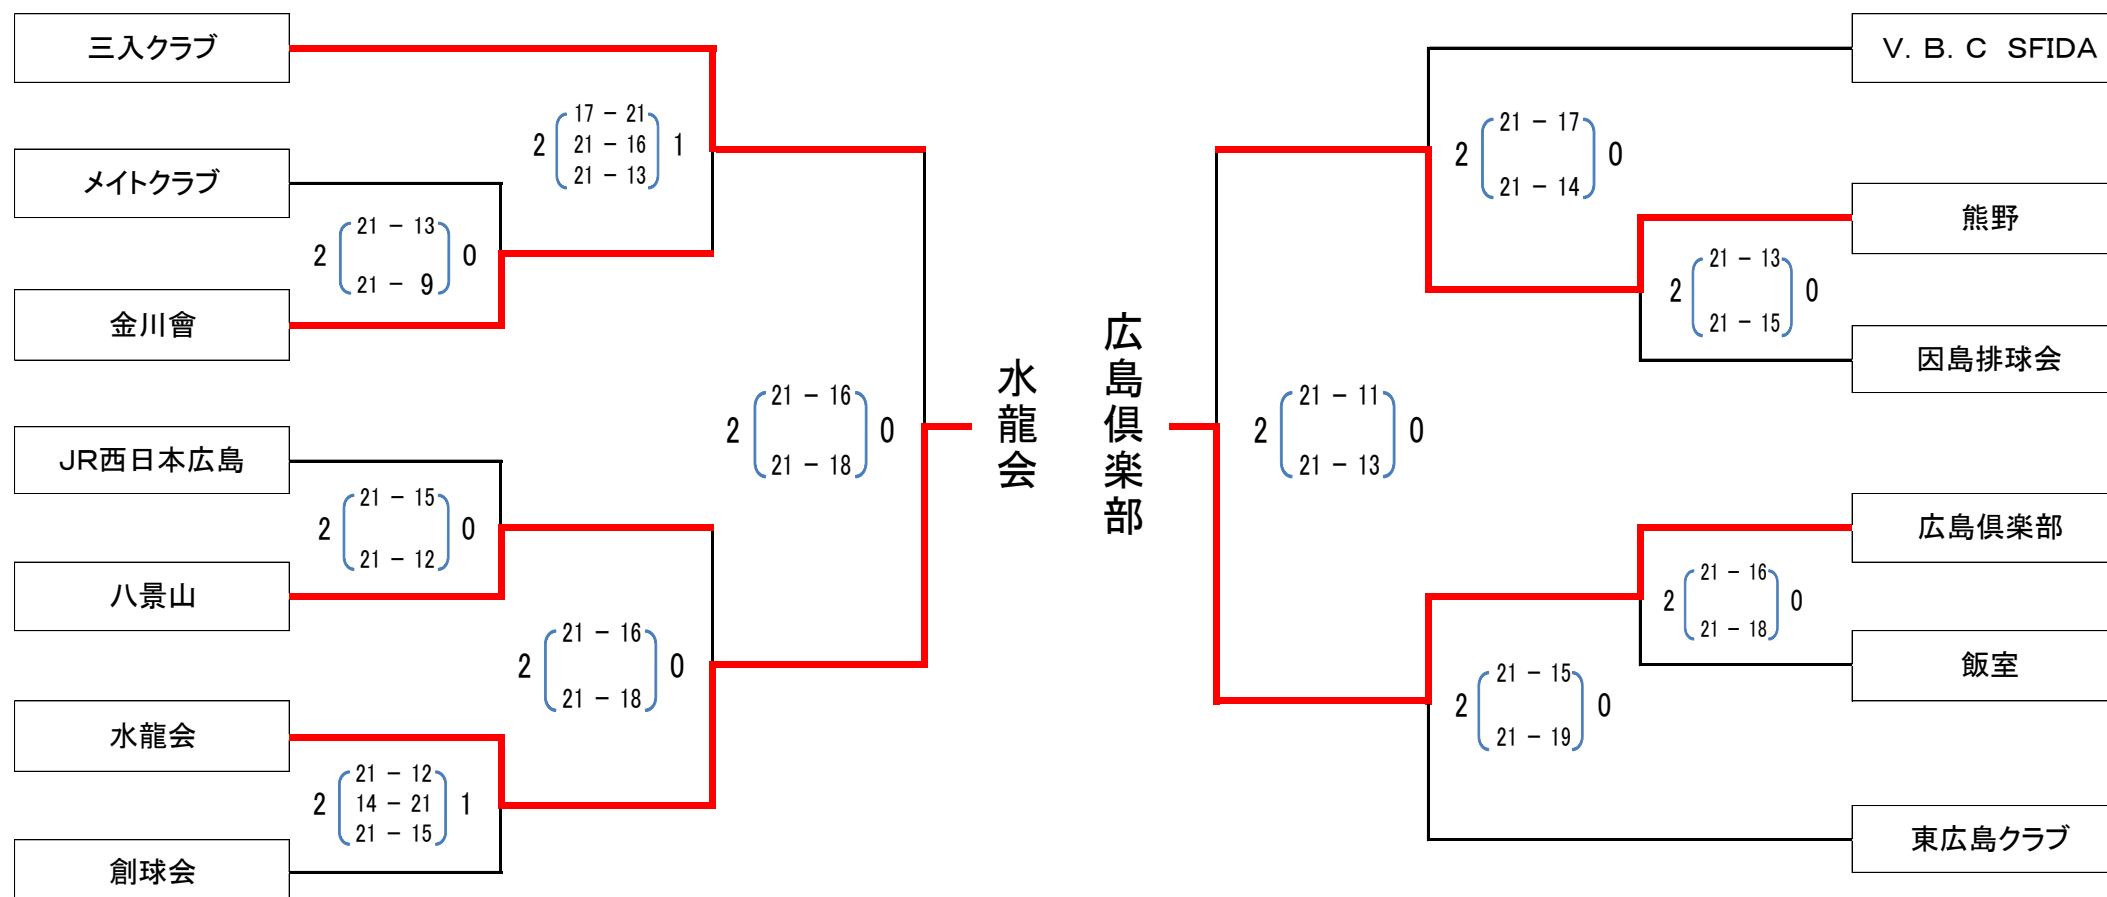 三入クラブ
メイトクラブ
金川會
JR西日本広島
八景山
水龍会
創球会
17 − 21
2 21 − 16 1
21 − 13
21 − 13
2 0
21 − 9
21 − 15
2 0
21 − 12
21 − 16
2 0
21 − 18
21 − 12
2 14 − 21 1
21 − 15
21 − 16
2 0
21 − 18
水龍会
広島倶楽部
21 − 11
2 0
21 − 13
21 − 17
2 0
21 − 14
21 − 13
2 0
21 − 15
21 − 16
2 0
21 − 18
21 − 15
2 0
21 − 19
V．B．C　SFIDA
熊野
因島排球会
広島倶楽部
飯室
東広島クラブ